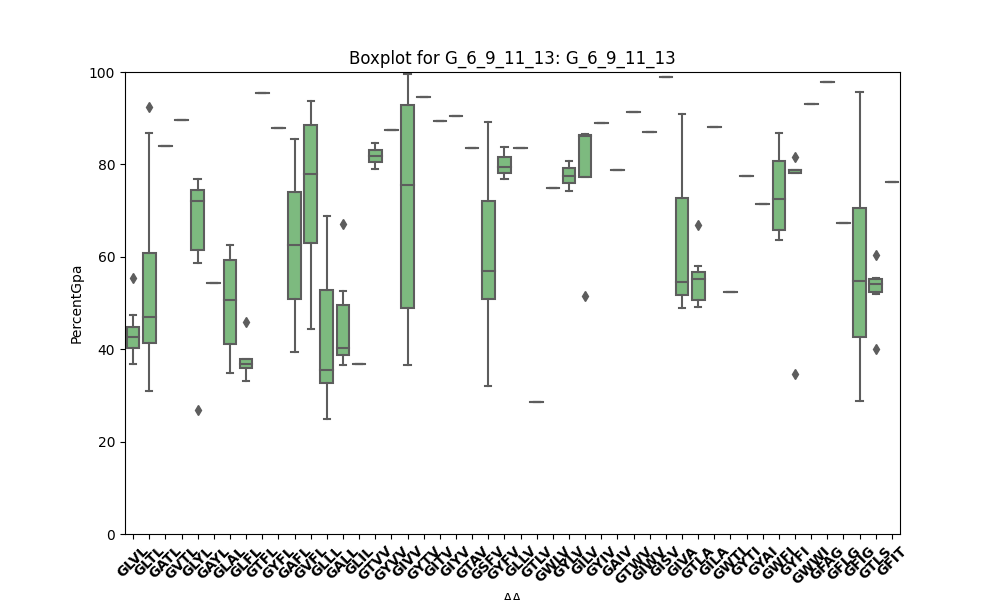 Boxplot for G_6_9_11_13: G_6_9_11_13
PercentGpa
100
80
60
40
20
0
GLVL GLTL GATL GVTL GLYL GAYL GLAL GLFL GTFL GYFL GAFL GVFL GLLL GALL GLIL GTVV GYVV GIVV GYTV GITV GIYV GTAV GSFV GYFV GLLV GTLV GWLV GYLV GILV GYIV GAIV GTWV GIWV GISV GIVA GTLA GILA GWTI GYTI GYAI GWFI GYFI GWWI GFAG GFLG GFIG GTLS GFIT
AA